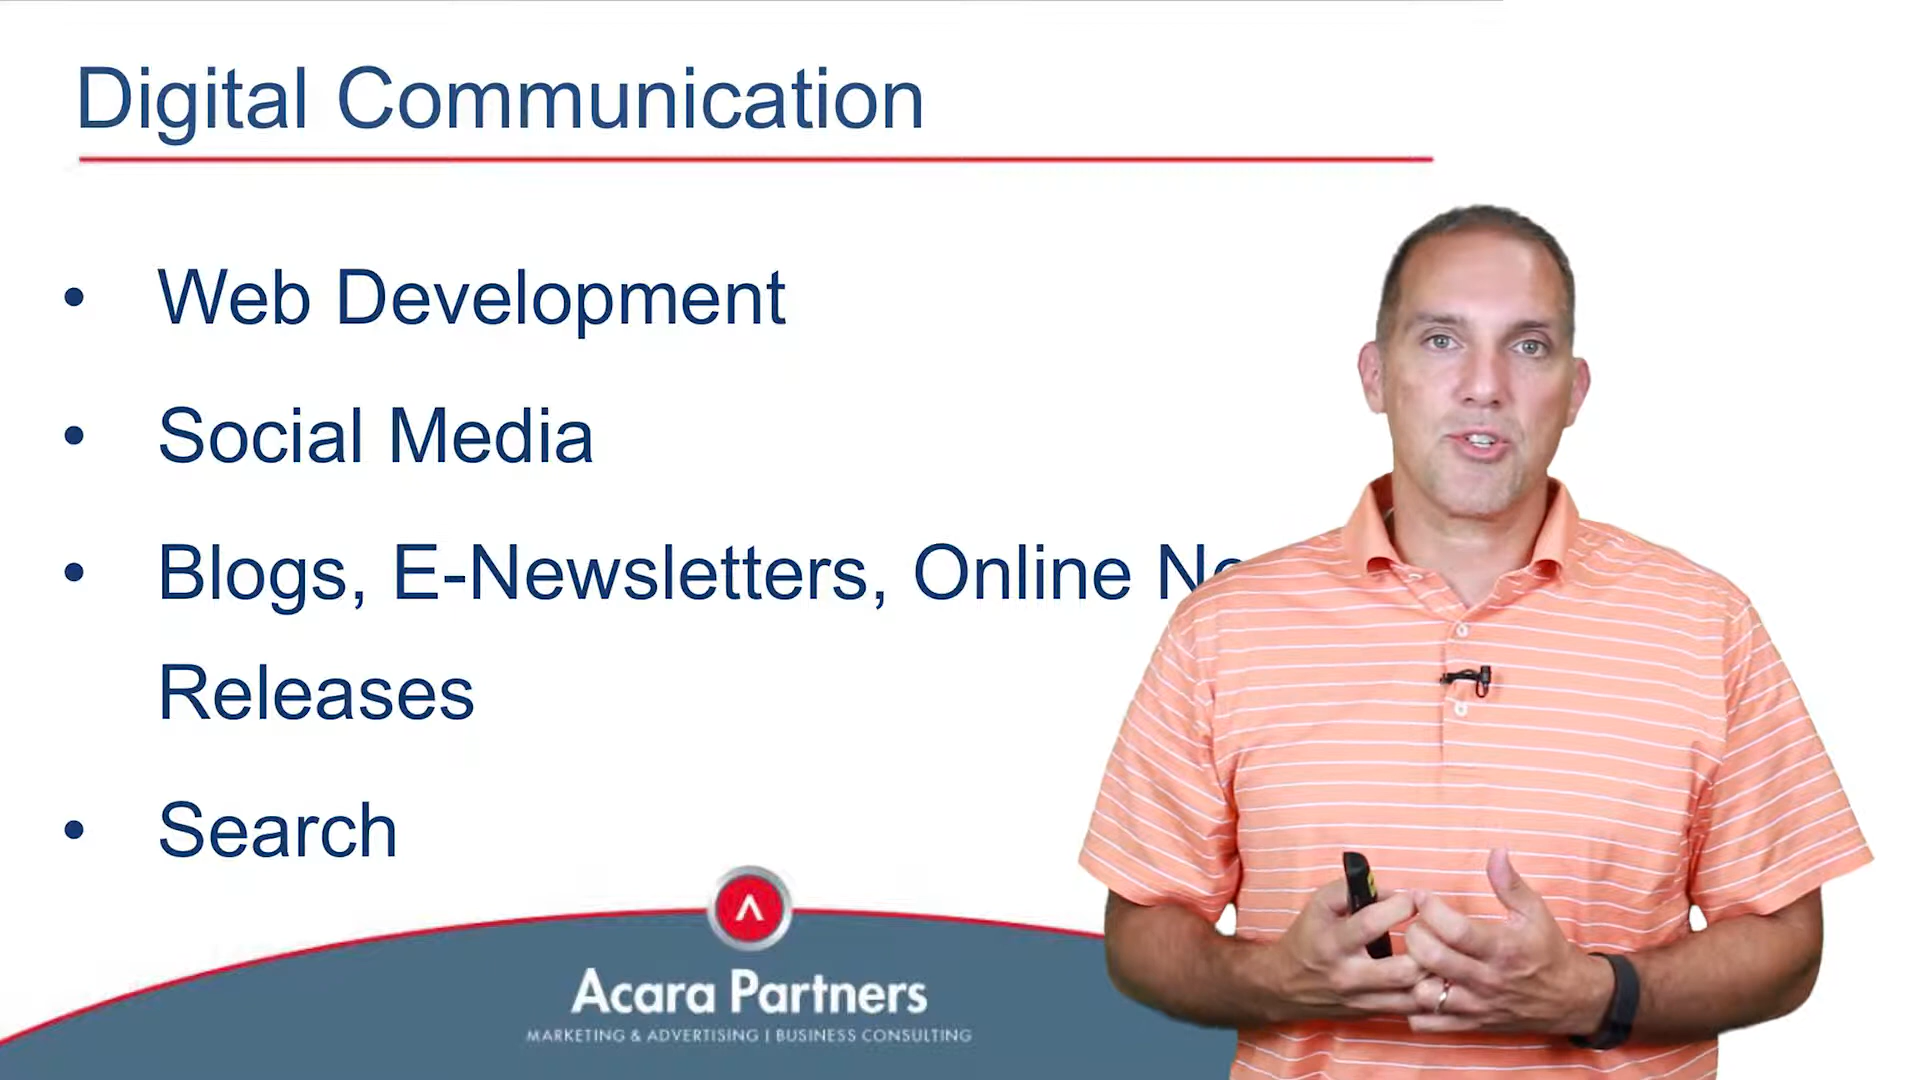 Digital Communication
• Web Development
• Social Media
• Blogs, E-Newsletters, Online
Releases
• Search
Acara Partners
MARKETING & ADVERTISING | BUSINESS CONSULTING